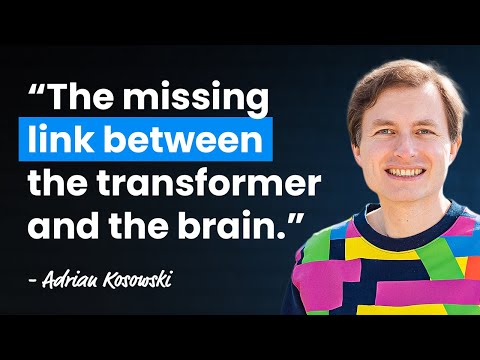 “The missing
link between
the transformer
and the brain.”
- Adrian Kosowski